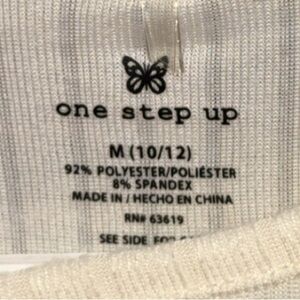 one step up
M (10/12)
92% POLYESTER/POLIÉSTER
8% SPANDEX
MADE IN / HECHO EN CHINA
RN# 63619
SEE SIDE FOR